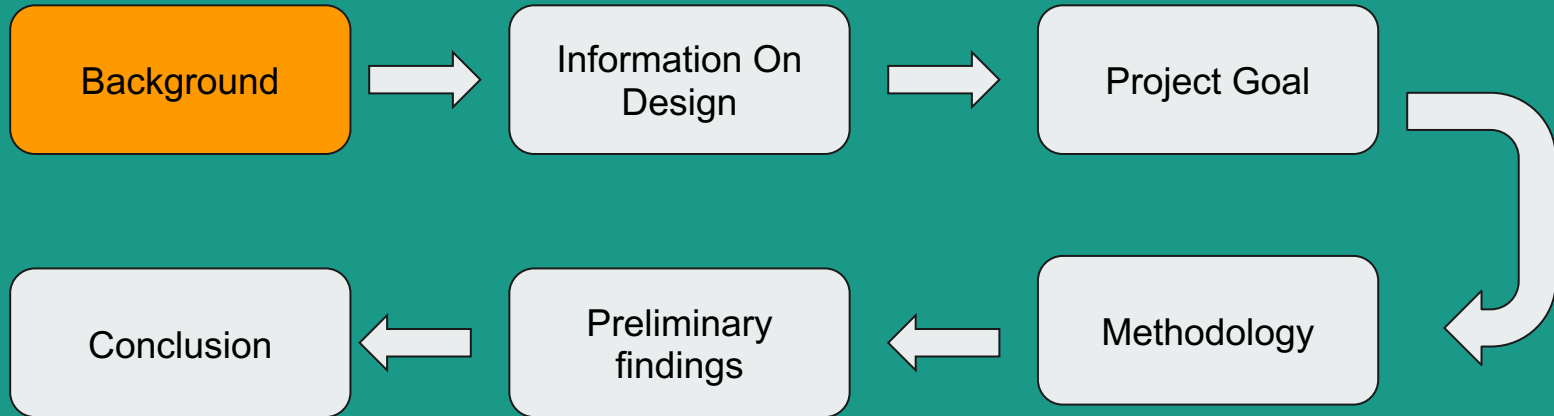 Background
Information On
Design
Project Goal
Methodology
Preliminary
findings
Conclusion